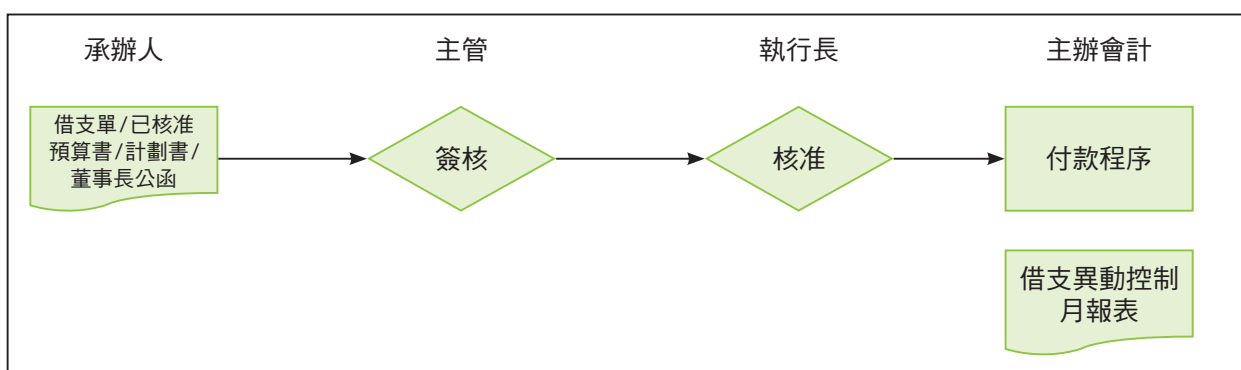 承辦人
主管
執行長
主辦會計
借支單/已核准
預算書/計劃書/
董事長公函
簽核
核准
付款程序
借支異動控制
月報表